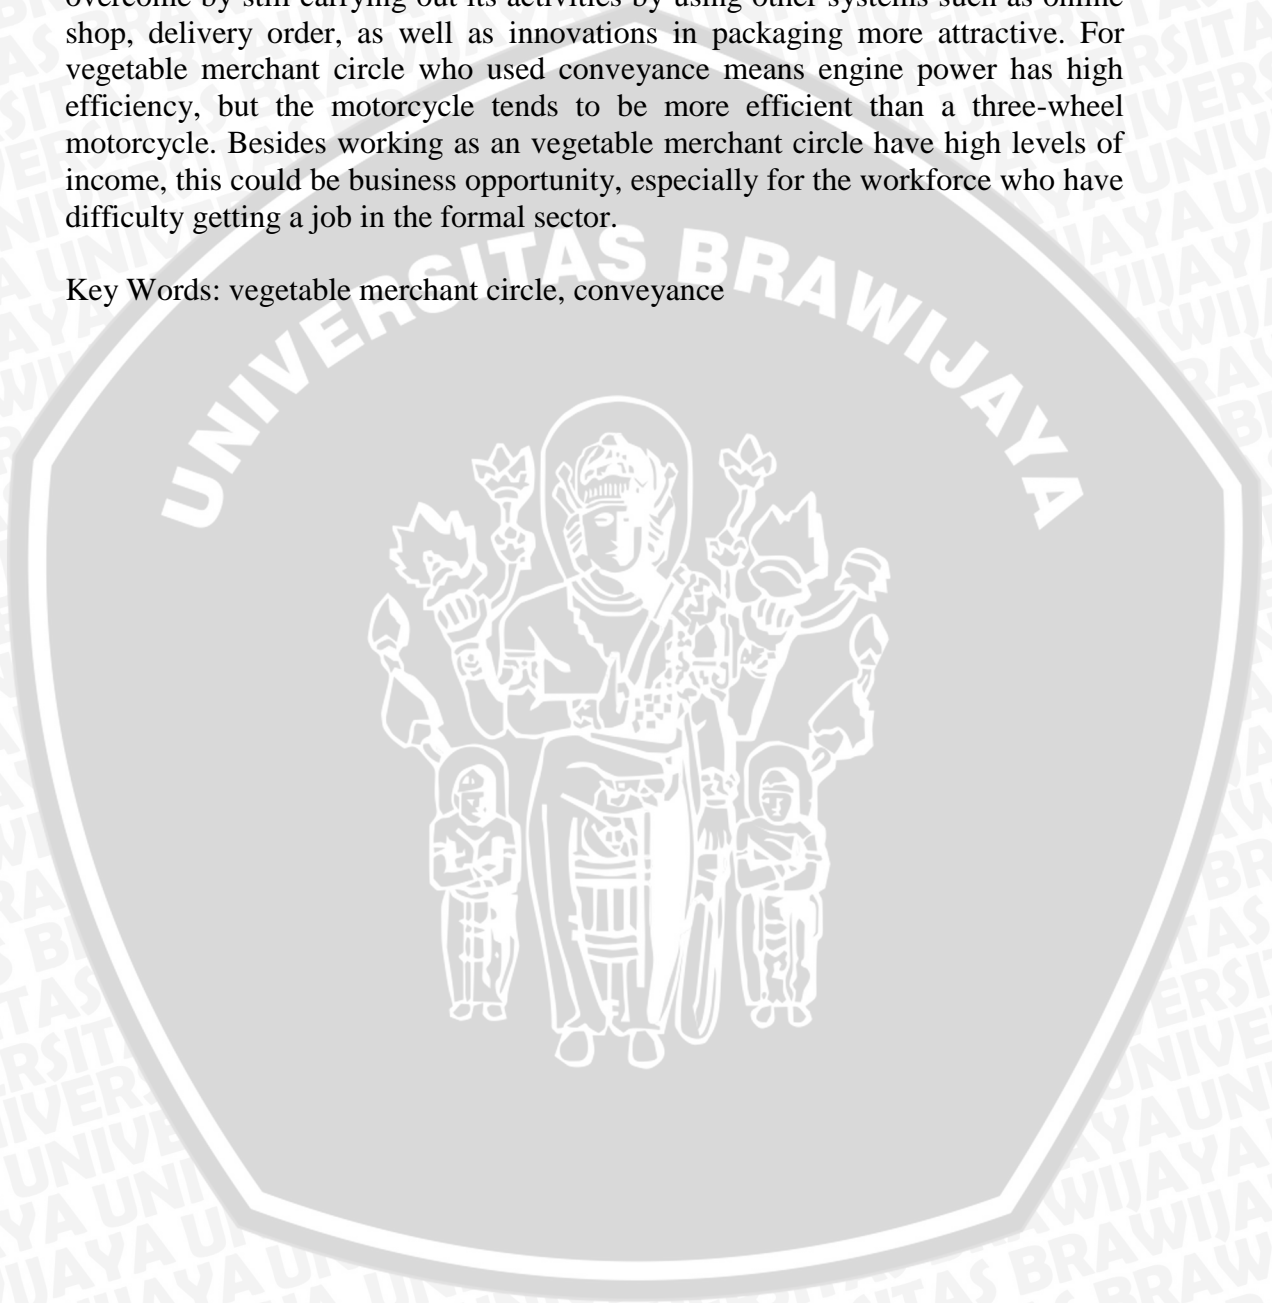 overcome by still carrying out its activities by using other systems such as online
shop, delivery order, as well as innovations in packaging more attractive. For
vegetable merchant circle who used conveyance means engine power has high
efficiency, but the motorcycle tends to be more efficient than a three-wheel
motorcycle. Besides working as an vegetable merchant circle have high levels of
income, this could be business opportunity, especially for the workforce who have
difficulty getting a job in the formal sector.
Key Words: vegetable merchant circle, conveyance
UNIVERSITAS BRAWIJAYA